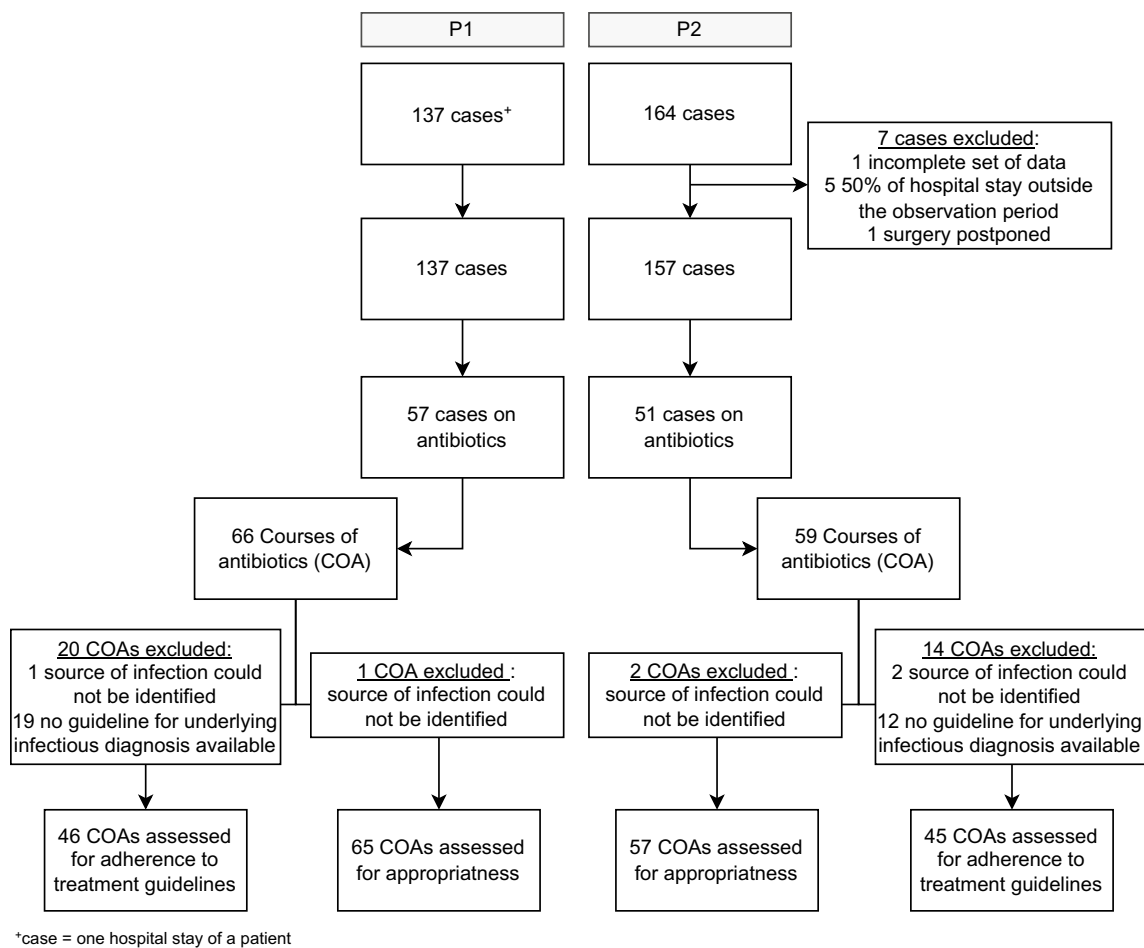 P1
P2
137 cases+
164 cases
7 cases excluded:
1 incomplete set of data
5 50% of hospital stay outside
the observation period
1 surgery postponed
137 cases
157 cases
57 cases on
antibiotics
51 cases on
antibiotics
66 Courses of
antibiotics (COA)
59 Courses of
antibiotics (COA)
20 COAs excluded:
1 source of infection could
not be identified
19 no guideline for underlying
infectious diagnosis available
1 COA excluded :
source of infection could
not be identified
2 COAs excluded :
source of infection could
not be identified
14 COAs excluded:
2 source of infection could
not be identified
12 no guideline for underlying
infectious diagnosis available
46 COAs assessed
for adherence to
treatment guidelines
65 COAs assessed
for appropriatness
57 COAs assessed
for appropriatness
45 COAs assessed
for adherence to
treatment guidelines
+case = one hospital stay of a patient